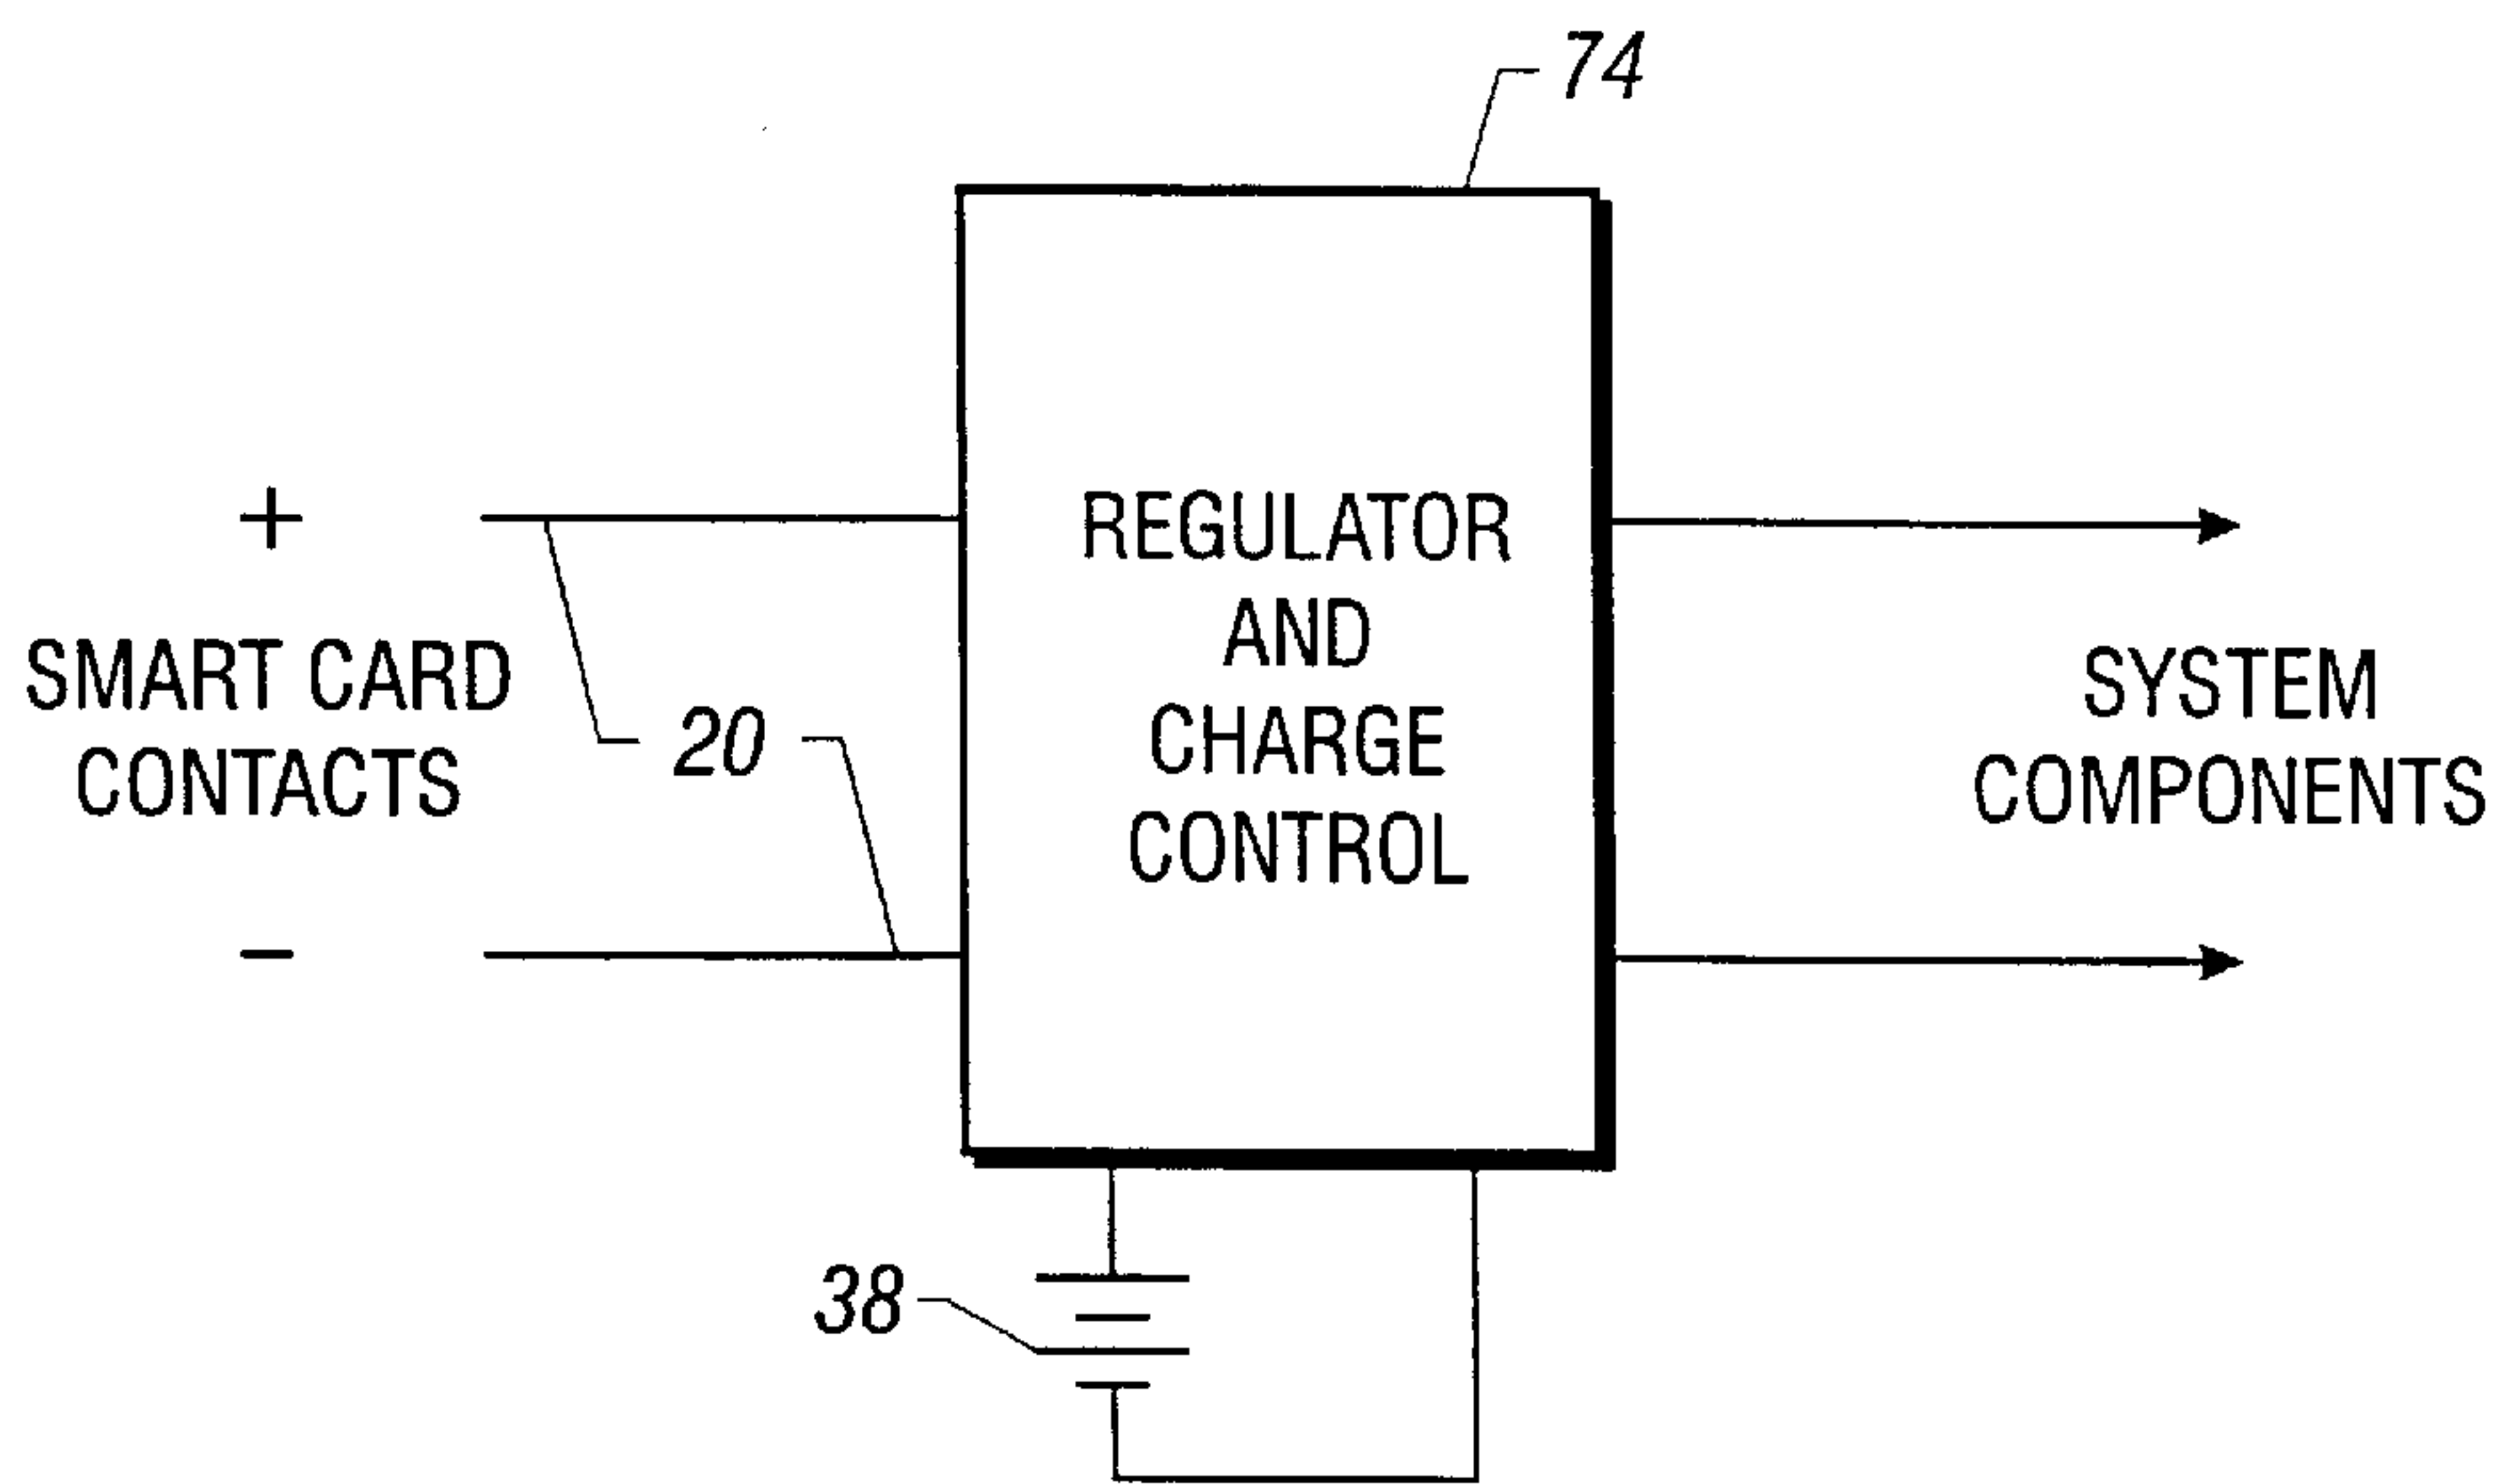 74
+
REGULATOR
AND
CHARGE
CONTROL
SMART CARD
CONTACTS
20
SYSTEM
COMPONENTS
−
38